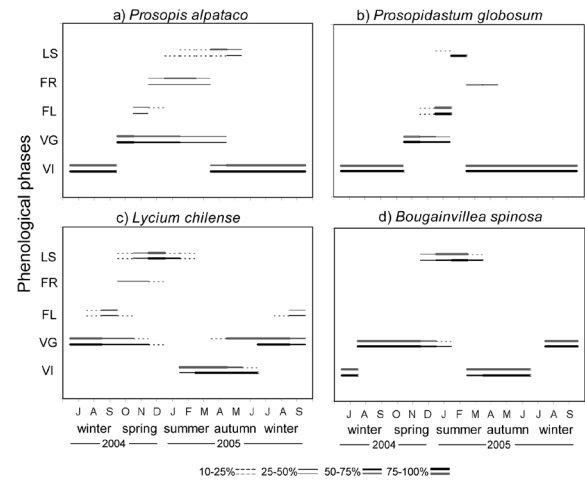 a) Prosopis alpataco
b) Prosopidastum globosum
Phenological phases
LS
FR
FL
VG
VI
c) Lycium chilense
d) Bougainvillea spinosa
LS
FR
FL
VG
VI
J A S O N D J F M A M J J A S
J A S O N D J F M A M J J A S
winter spring summer autumn winter
winter spring summer autumn winter
2004 2005
2004 2005
10-25% 25-50% 50-75% 75-100%